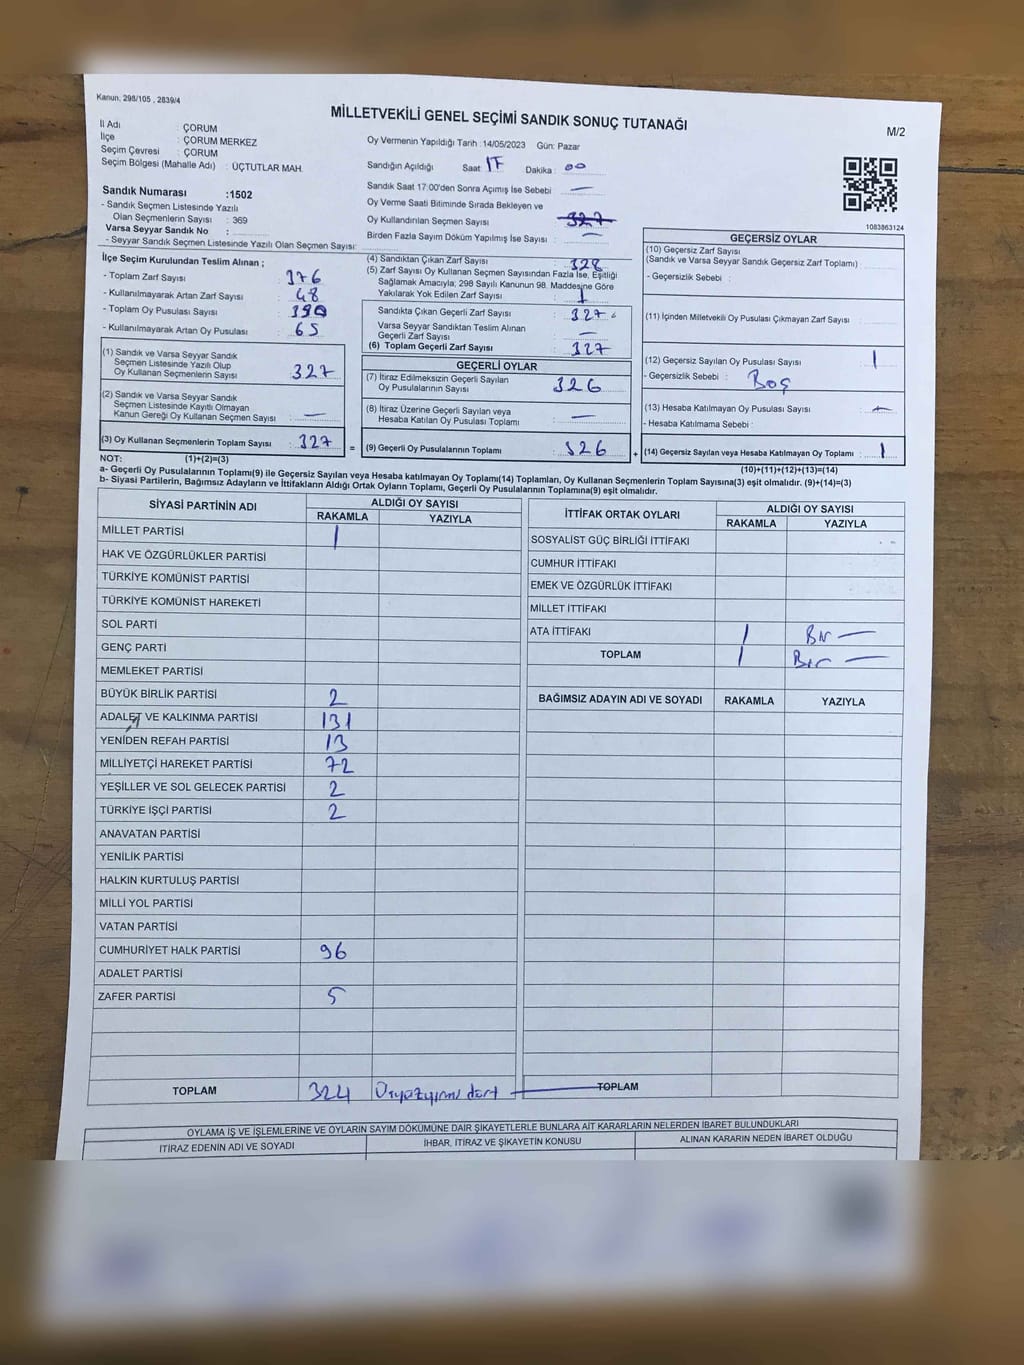 Kanun: 298/105 , 2839/4
MİLLETVEKİLİ GENEL SEÇİMİ SANDIK SONUÇ TUTANAĞI
M/2
İl Adı : ÇORUM
İlçe : ÇORUM MERKEZ
Seçim Çevresi : ÇORUM
Seçim Bölgesi (Mahalle Adı) : ÜÇTUTLAR MAH.
Oy Vermenin Yapıldığı Tarih :14/05/2023 Gün: Pazar
Sandığın Açıldığı Saat 17 Dakika : 00
Sandık Saat 17:00'den Sonra Açımış İse Sebebi : —
Oy Verme Saati Bitiminde Sırada Bekleyen ve
Oy Kullandırılan Seçmen Sayısı : 327
Birden Fazla Sayım Döküm Yapılmış İse Sayısı : —
1083863124
Sandık Numarası :1502
- Sandık Seçmen Listesinde Yazılı
Olan Seçmenlerin Sayısı : 369
Varsa Seyyar Sandık No :
- Seyyar Sandık Seçmen Listesinde Yazılı Olan Seçmen Sayısı:
İlçe Seçim Kurulundan Teslim Alınan ;
- Toplam Zarf Sayısı : 376
- Kullanılmayarak Artan Zarf Sayısı : 48
- Toplam Oy Pusulası Sayısı : 390
- Kullanılmayarak Artan Oy Pusulası : 65
(1) Sandık ve Varsa Seyyar Sandık
Seçmen Listesinde Yazılı Olup
Oy Kullanan Seçmenlerin Sayısı : 327
(2) Sandık ve Varsa Seyyar Sandık
Seçmen Listesinde Kayıtlı Olmayan
Kanun Gereği Oy Kullanan Seçmen Sayısı : —
(3) Oy Kullanan Seçmenlerin Toplam Sayısı : 327 =
(4) Sandıktan Çıkan Zarf Sayısı : 328
(5) Zarf Sayısı Oy Kullanan Seçmen Sayısından Fazla İse, Eşitliği
Sağlamak Amacıyla; 298 Sayılı Kanunun 98. Maddesine Göre
Yakılarak Yok Edilen Zarf Sayısı : 1
Sandıkta Çıkan Geçerli Zarf Sayısı : 327
Varsa Seyyar Sandıktan Teslim Alınan
Geçerli Zarf Sayısı : —
(6) Toplam Geçerli Zarf Sayısı : 327
GEÇERLİ OYLAR
(7) İtiraz Edilmeksizin Geçerli Sayılan
Oy Pusulalarının Sayısı : 326
(8) İtiraz Üzerine Geçerli Sayılan veya
Hesaba Katılan Oy Pusulaları Toplamı : —
(9) Geçerli Oy Pusulalarının Toplamı : 326 +
GEÇERSİZ OYLAR
(10) Geçersiz Zarf Sayısı
(Sandık ve Varsa Seyyar Sandık Geçersiz Zarf Toplamı) :
- Geçersizlik Sebebi :
(11) İçinden Milletvekili Oy Pusulası Çıkmayan Zarf Sayısı :
(12) Geçersiz Sayılan Oy Pusulası Sayısı : 1
- Geçersizlik Sebebi : Boş
(13) Hesaba Katılmayan Oy Pusulası Sayısı : —
- Hesaba Katılmama Sebebi :
(14) Geçersiz Sayılan veya Hesaba Katılmayan Oy Toplamı : 1
NOT: (1)+(2)=(3)
(10)+(11)+(12)+(13)=(14)
a- Geçerli Oy Pusulalarının Toplamı(9) ile Geçersiz Sayılan veya Hesaba katılmayan Oy Toplamı(14) Toplamları, Oy Kullanan Seçmenlerin Toplam Sayısına(3) eşit olmalıdır. (9)+(14)=(3)
b- Siyasi Partilerin, Bağımsız Adayların ve İttifakların Aldığı Ortak Oyların Toplamı, Geçerli Oy Pusulalarının Toplamına(9) eşit olmalıdır.
SİYASİ PARTİNİN ADI
ALDIĞI OY SAYISI
RAKAMLA YAZIYLA
MİLLET PARTİSİ 1
HAK VE ÖZGÜRLÜKLER PARTİSİ
TÜRKİYE KOMÜNİST PARTİSİ
TÜRKİYE KOMÜNİST HAREKETİ
SOL PARTİ
GENÇ PARTİ
MEMLEKET PARTİSİ
BÜYÜK BİRLİK PARTİSİ 2
ADALET VE KALKINMA PARTİSİ 131
YENİDEN REFAH PARTİSİ 13
MİLLİYETÇİ HAREKET PARTİSİ 72
YEŞİLLER VE SOL GELECEK PARTİSİ 2
TÜRKİYE İŞÇİ PARTİSİ 2
ANAVATAN PARTİSİ
YENİLİK PARTİSİ
HALKIN KURTULUŞ PARTİSİ
MİLLİ YOL PARTİSİ
VATAN PARTİSİ
CUMHURİYET HALK PARTİSİ 96
ADALET PARTİSİ
ZAFER PARTİSİ 5
TOPLAM 324 Üçyüzyirmi dört —
İTTİFAK ORTAK OYLARI
ALDIĞI OY SAYISI
RAKAMLA YAZIYLA
SOSYALİST GÜÇ BİRLİĞİ İTTİFAKI
CUMHUR İTTİFAKI
EMEK VE ÖZGÜRLÜK İTTİFAKI
MİLLET İTTİFAKI
ATA İTTİFAKI 1 Bir —
TOPLAM 1 Bir —
BAĞIMSIZ ADAYIN ADI VE SOYADI RAKAMLA YAZIYLA
TOPLAM
OYLAMA İŞ VE İŞLEMLERİNE VE OYLARIN SAYIM DÖKÜMÜNE DAİR ŞİKAYETLERLE BUNLARA AİT KARARLARIN NELERDEN İBARET BULUNDUKLARI
İTİRAZ EDENİN ADI VE SOYADI
İHBAR, İTİRAZ VE ŞİKAYETİN KONUSU
ALINAN KARARIN NEDEN İBARET OLDUĞU